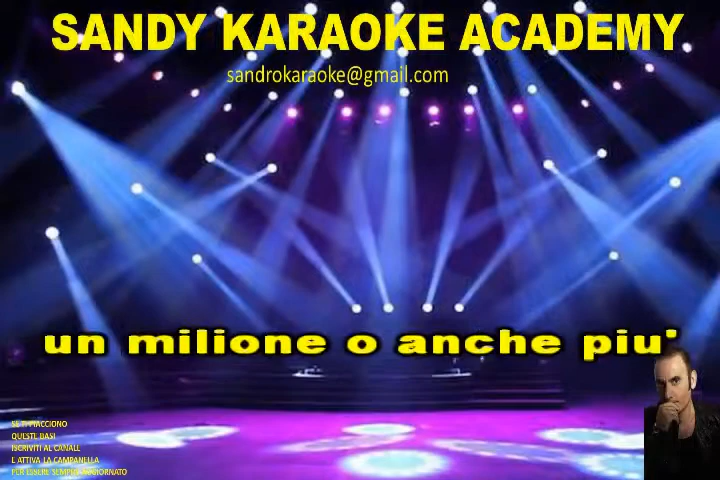 SANDY KARAOKE ACADEMY
sandrokaraoke@gmail.com
un milione o anche piu'
SE TI PIACCIONO
QUESTE BASI
ISCRIVITI AL CANALE
E ATTIVA LA CAMPANELLA
PER ESSERE SEMPRE AGGIORNATO